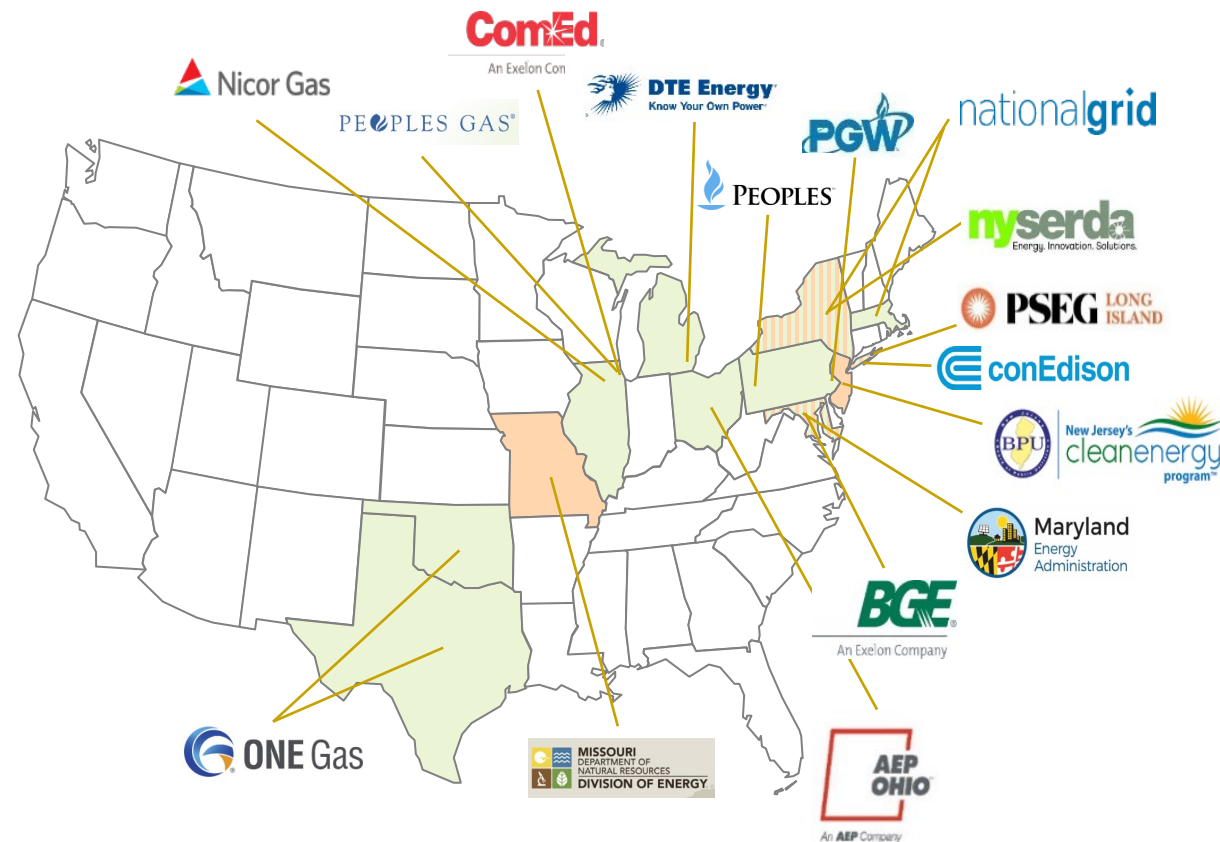 ComEd
An Exelon Con
Nicor Gas
PEOPLES GAS®
DTE Energy®
Know Your Own Power®
PGW
nationalgrid
PEOPLES™
nyserda
Energy. Innovation. Solutions.
PSEG LONG
ISLAND
conEdison
BPU
New Jersey's
cleanenergy
program™
Maryland
Energy
Administration
BGE®
An Exelon Company
ONE Gas
MISSOURI
DEPARTMENT OF
NATURAL RESOURCES
DIVISION OF ENERGY
AEP
OHIO
An AEP Company